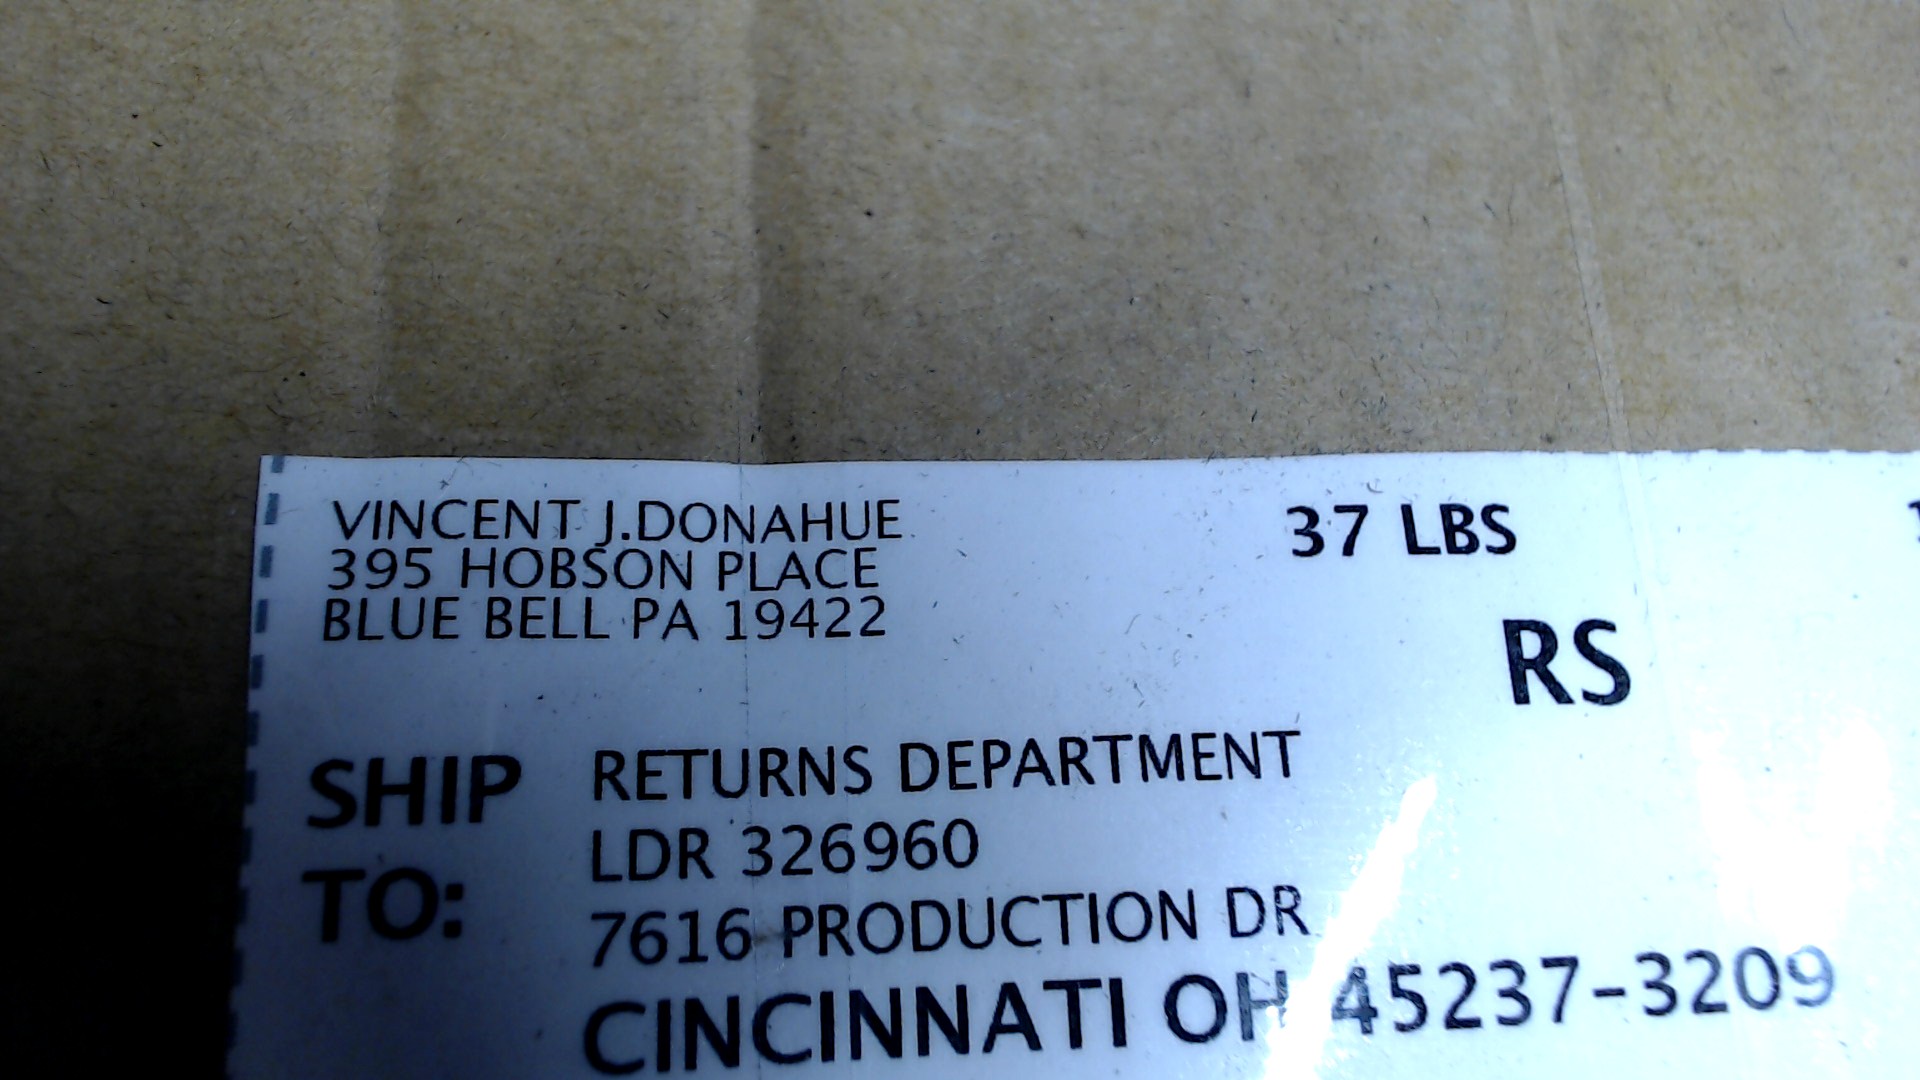 VINCENT J.DONAHUE
395 HOBSON PLACE
BLUE BELL PA 19422
37 LBS
RS
SHIP TO:
RETURNS DEPARTMENT
LDR 326960
7616 PRODUCTION DR
CINCINNATI OH 45237-3209